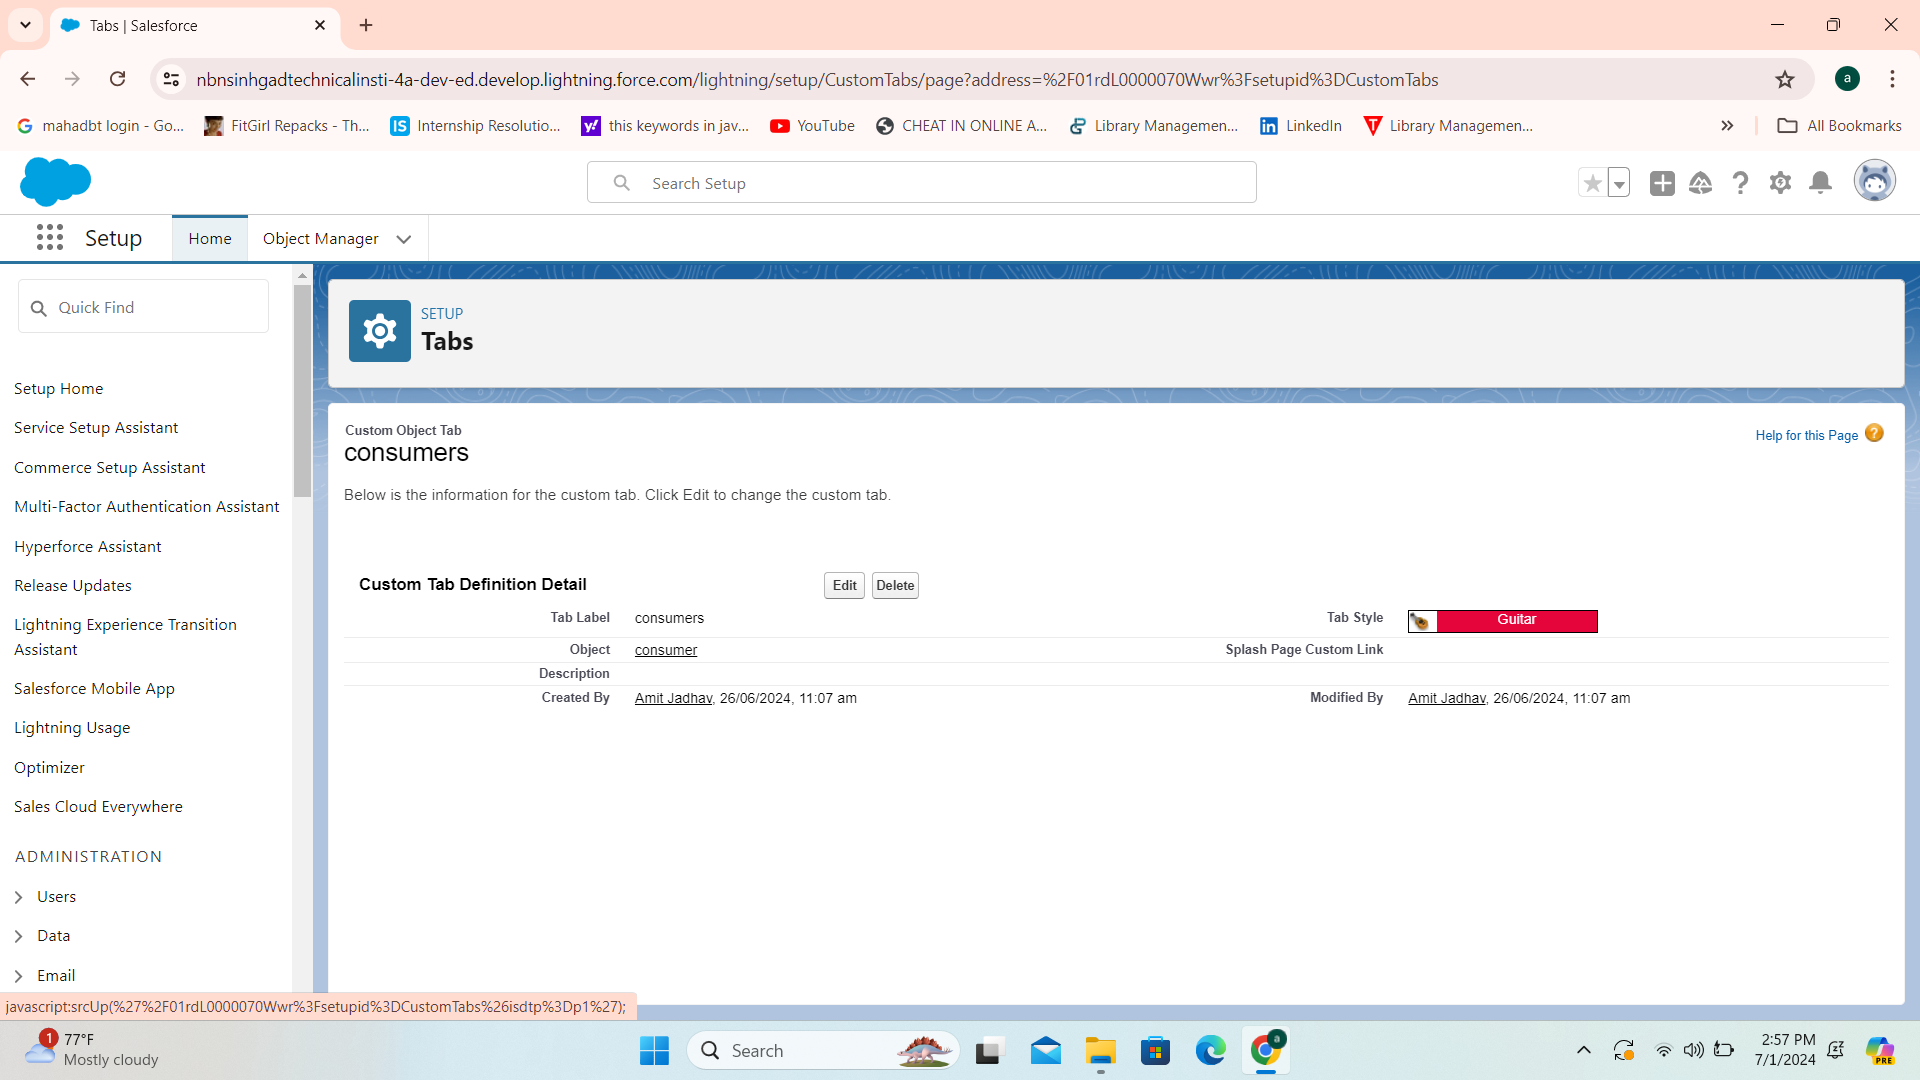 Tabs | Salesforce
nbnsinhgadtechnicalinsti-4a-dev-ed.develop.lightning.force.com/lightning/setup/CustomTabs/page?address=%2F01rdL0000070Wwr%3Fsetupid%3DCustomTabs
a
mahadbt login - Go...
FitGirl Repacks - Th...
IS
Internship Resolutio...
y!
this keywords in jav...
YouTube
CHEAT IN ONLINE A...
Library Managemen...
in
LinkedIn
Library Managemen...
All Bookmarks
Search Setup
Setup
Home
Object Manager
Quick Find
Setup Home
Service Setup Assistant
Commerce Setup Assistant
Multi-Factor Authentication Assistant
Hyperforce Assistant
Release Updates
Lightning Experience Transition
Assistant
Salesforce Mobile App
Lightning Usage
Optimizer
Sales Cloud Everywhere
ADMINISTRATION
Users
Data
Email
SETUP
Tabs
Custom Object Tab
consumers
Help for this Page ?
Below is the information for the custom tab. Click Edit to change the custom tab.
Custom Tab Definition Detail
Edit
Delete
Tab Label consumers
Tab Style Guitar
Object consumer
Splash Page Custom Link
Description
Created By Amit Jadhav, 26/06/2024, 11:07 am
Modified By Amit Jadhav, 26/06/2024, 11:07 am
javascript:srcUp(%27%2F01rdL0000070Wwr%3Fsetupid%3DCustomTabs%26isdtp%3Dp1%27);
1
77°F
Mostly cloudy
Search
a
2:57 PM
7/1/2024
PRE